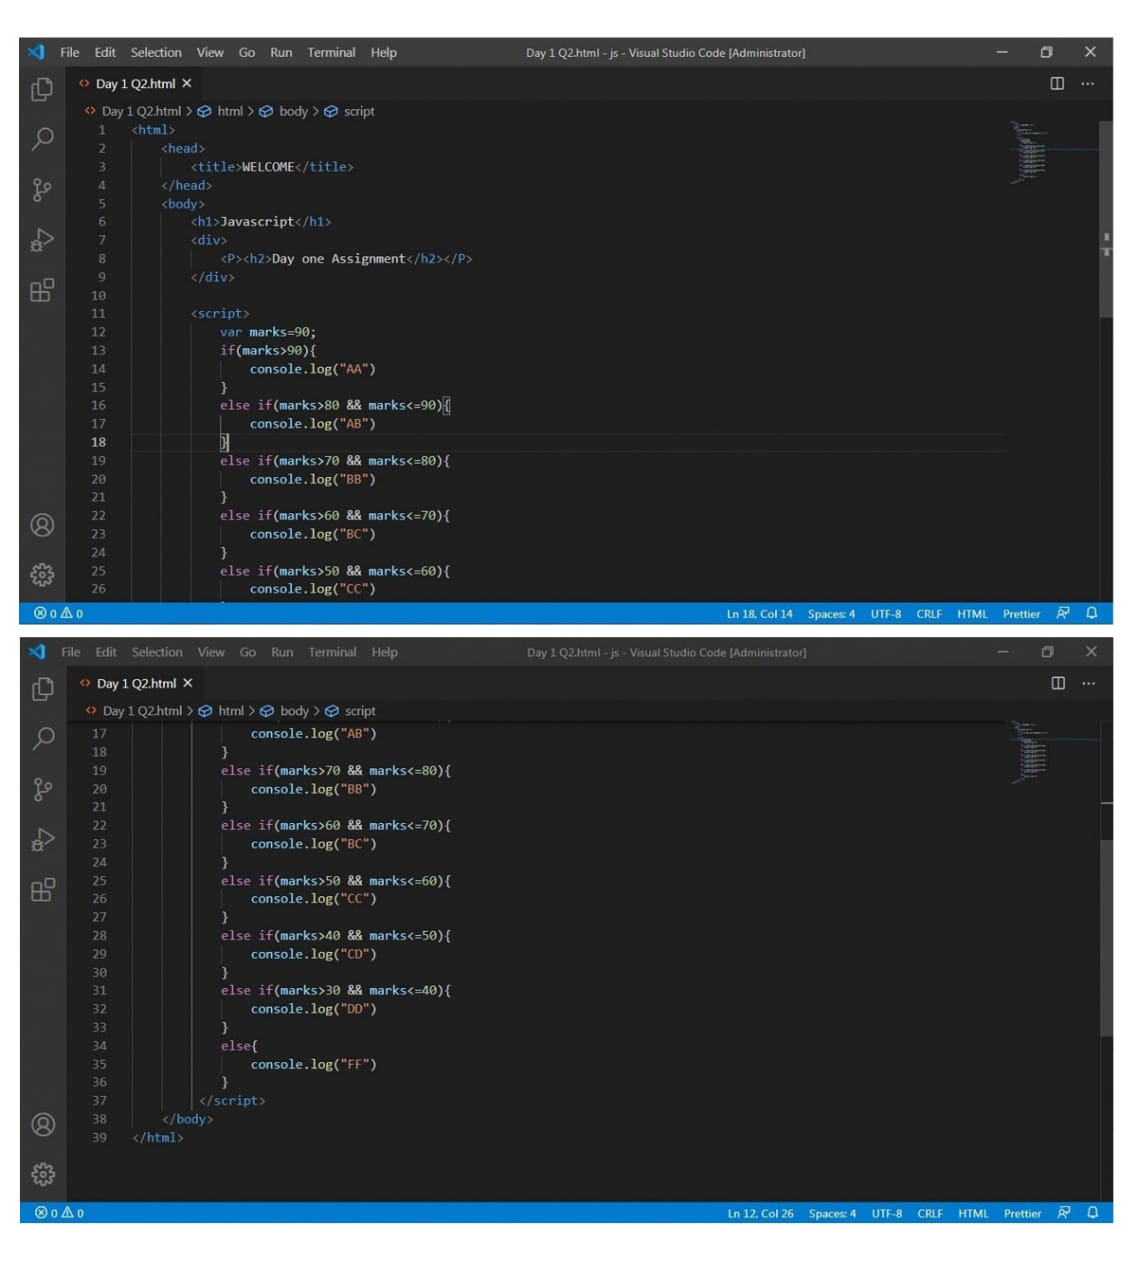 File Edit Selection View Go Run Terminal Help Day 1 Q2.html - js - Visual Studio Code [Administrator]
Day 1 Q2.html
Day 1 Q2.html > html > body > script
1 <html>
2 <head>
3 <title>WELCOME</title>
4 </head>
5 <body>
6 <h1>Javascript</h1>
7 <div>
8 <P><h2>Day one Assignment</h2></P>
9 </div>
10
11 <script>
12 var marks=90;
13 if(marks>90){
14 console.log("AA")
15 }
16 else if(marks>80 && marks<=90){
17 console.log("AB")
18 }
19 else if(marks>70 && marks<=80){
20 console.log("BB")
21 }
22 else if(marks>60 && marks<=70){
23 console.log("BC")
24 }
25 else if(marks>50 && marks<=60){
26 console.log("CC")
0 0 Ln 18, Col 14 Spaces: 4 UTF-8 CRLF HTML Prettier
File Edit Selection View Go Run Terminal Help Day 1 Q2.html - js - Visual Studio Code [Administrator]
Day 1 Q2.html
Day 1 Q2.html > html > body > script
17 console.log("AB")
18 }
19 else if(marks>70 && marks<=80){
20 console.log("BB")
21 }
22 else if(marks>60 && marks<=70){
23 console.log("BC")
24 }
25 else if(marks>50 && marks<=60){
26 console.log("CC")
27 }
28 else if(marks>40 && marks<=50){
29 console.log("CD")
30 }
31 else if(marks>30 && marks<=40){
32 console.log("DD")
33 }
34 else{
35 console.log("FF")
36 }
37 </script>
38 </body>
39 </html>
0 0 Ln 12, Col 26 Spaces: 4 UTF-8 CRLF HTML Prettier